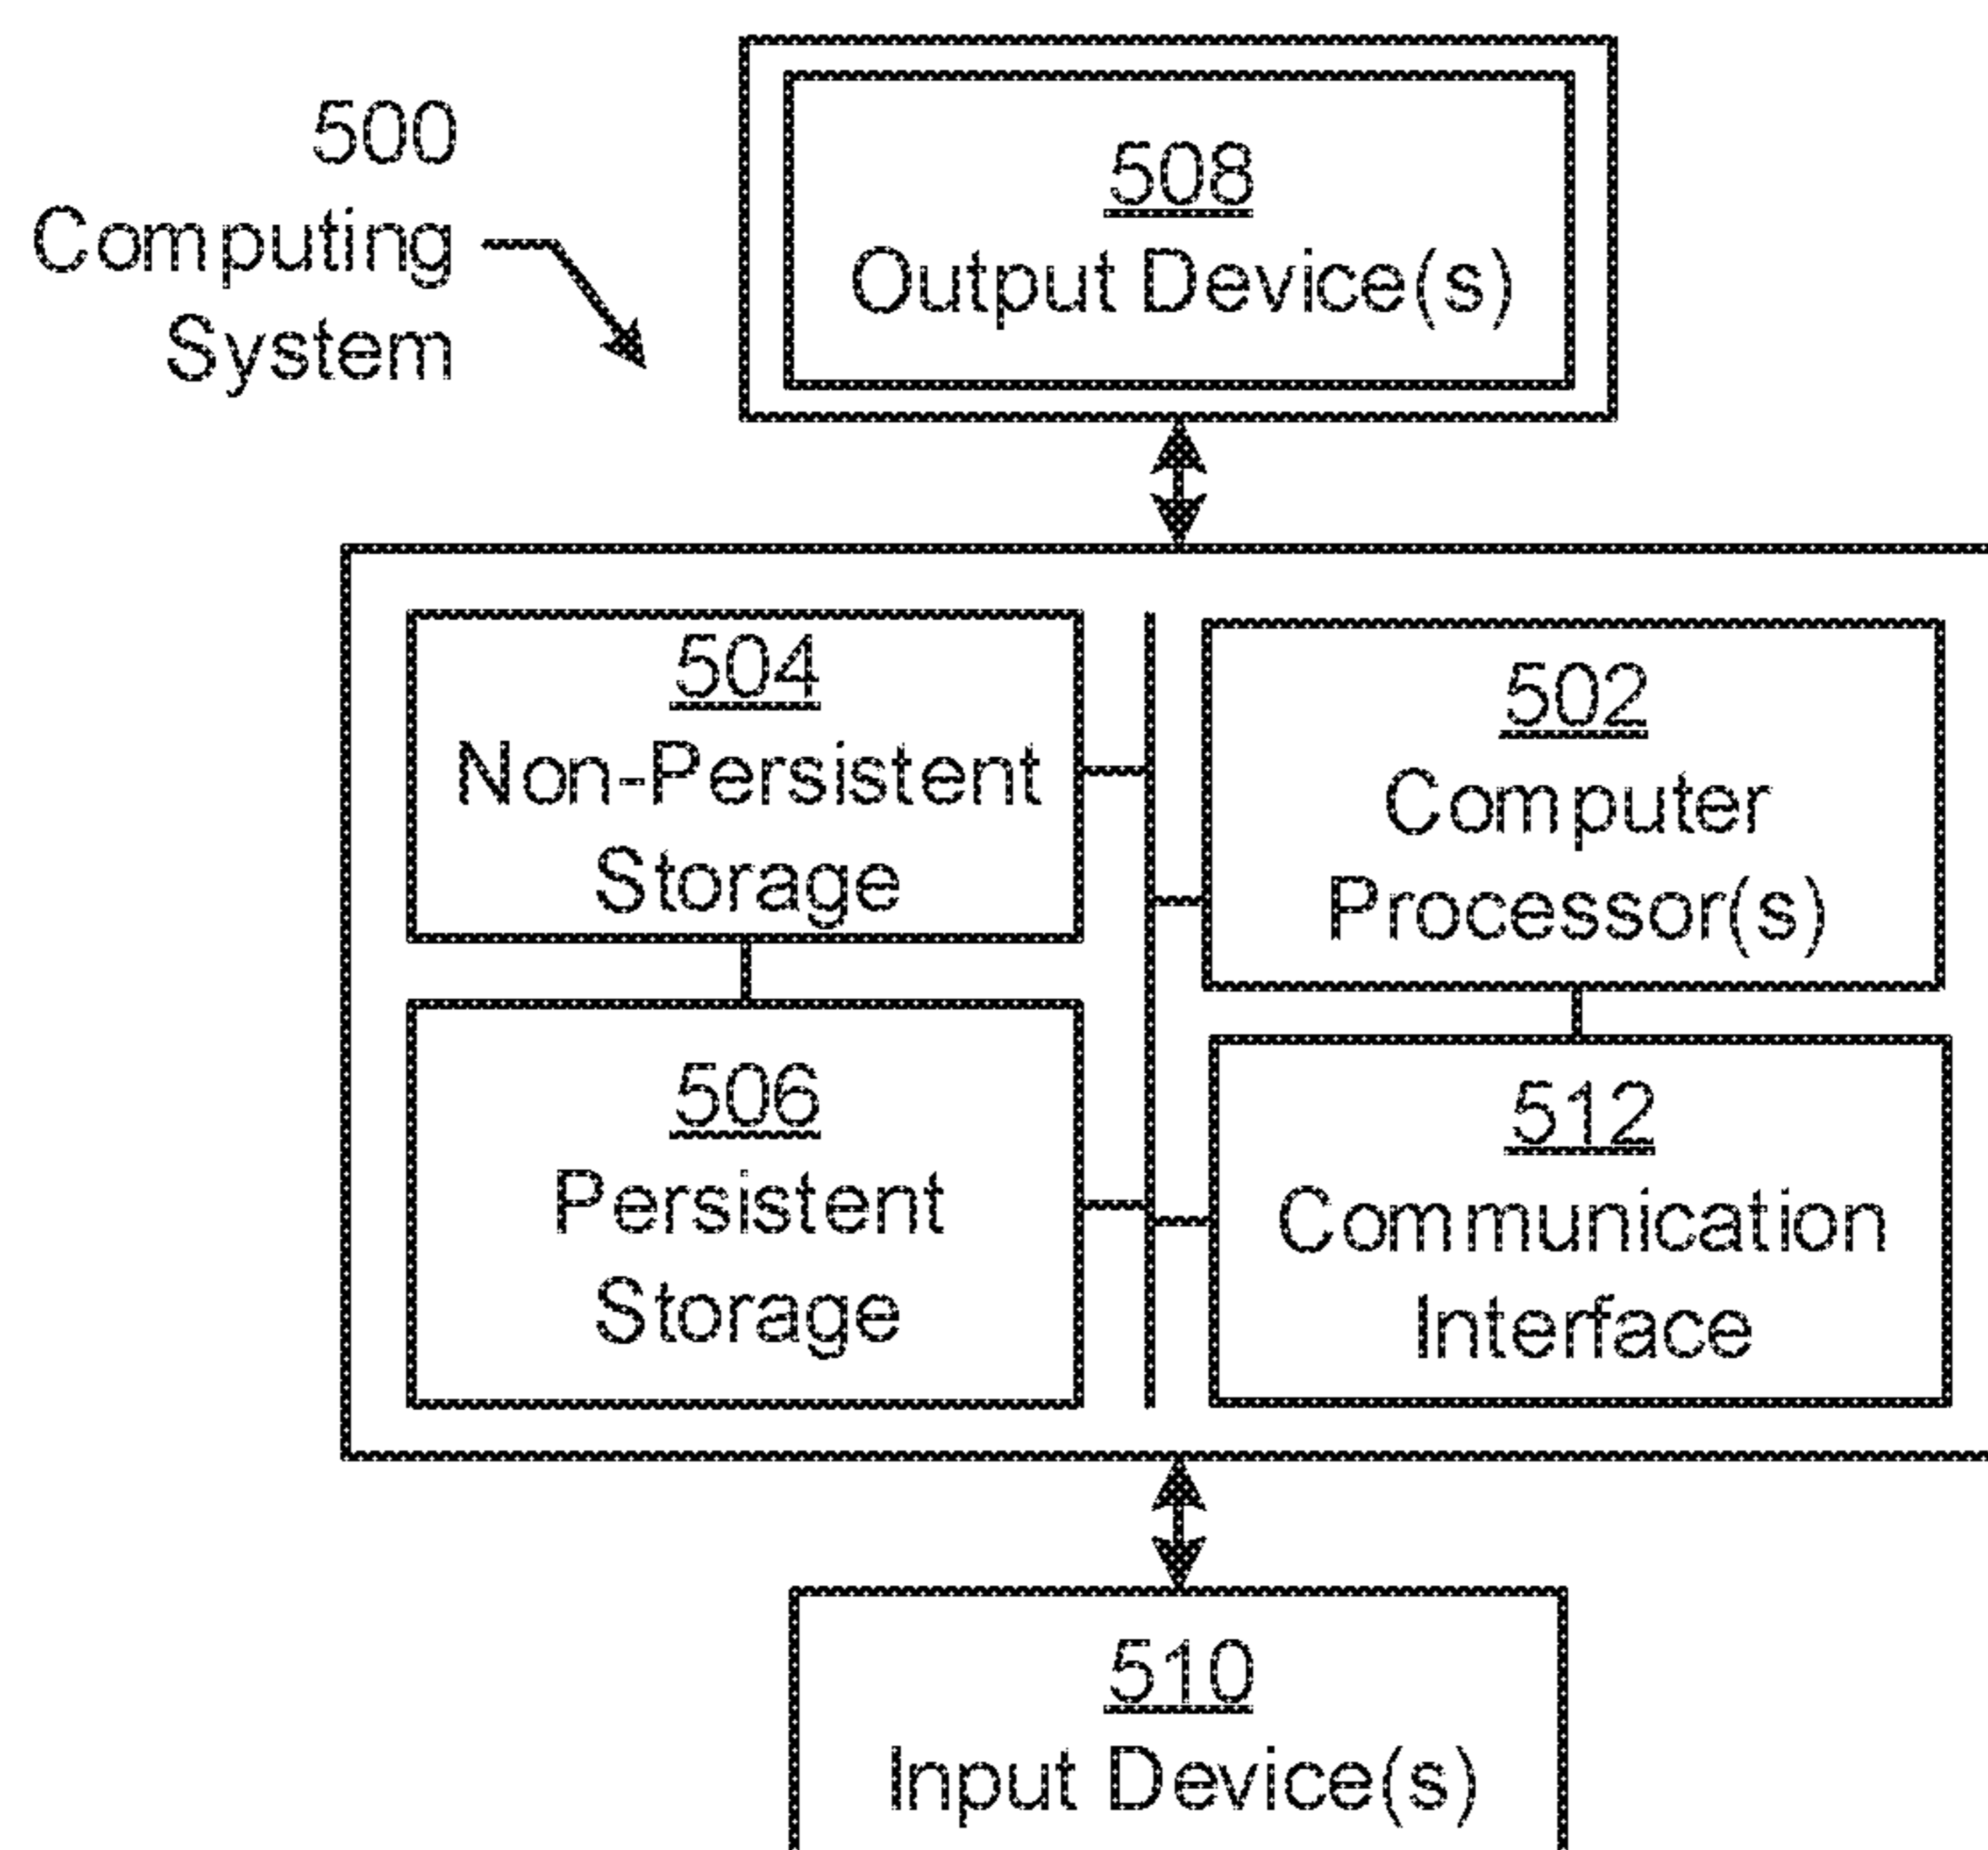 500
Computing
System
508
Output Device(s)
504
Non-Persistent
Storage
502
Computer
Processor(s)
506
Persistent
Storage
512
Communication
Interface
510
Input Device(s)